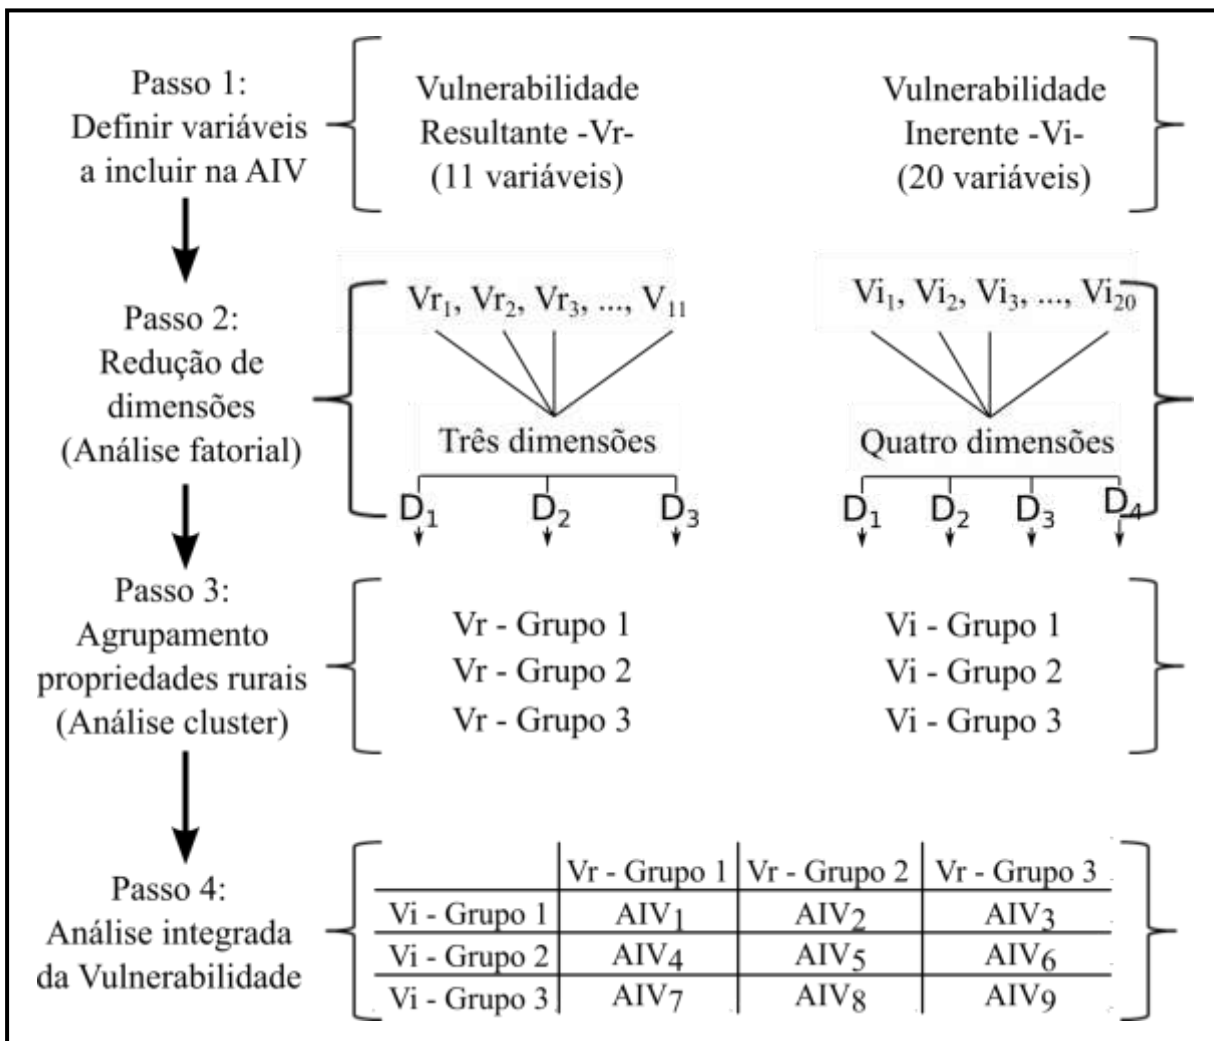 Passo 1:
Definir variáveis
a incluir na AIV
Vulnerabilidade
Resultante -Vr-
(11 variáveis)
Vulnerabilidade
Inerente -Vi-
(20 variáveis)
Passo 2:
Redução de
dimensões
(Análise fatorial)
Vr₁, Vr₂, Vr₃, ..., V₁₁
Três dimensões
D₁ D₂ D₃
Vi₁, Vi₂, Vi₃, ..., Vi₂₀
Quatro dimensões
D₁ D₂ D₃ D₄
Passo 3:
Agrupamento
propriedades rurais
(Análise cluster)
Vr - Grupo 1
Vr - Grupo 2
Vr - Grupo 3
Vi - Grupo 1
Vi - Grupo 2
Vi - Grupo 3
Passo 4:
Análise integrada
da Vulnerabilidade
Vr - Grupo 1 Vr - Grupo 2 Vr - Grupo 3
Vi - Grupo 1 AIV₁ AIV₂ AIV₃
Vi - Grupo 2 AIV₄ AIV₅ AIV₆
Vi - Grupo 3 AIV₇ AIV₈ AIV₉